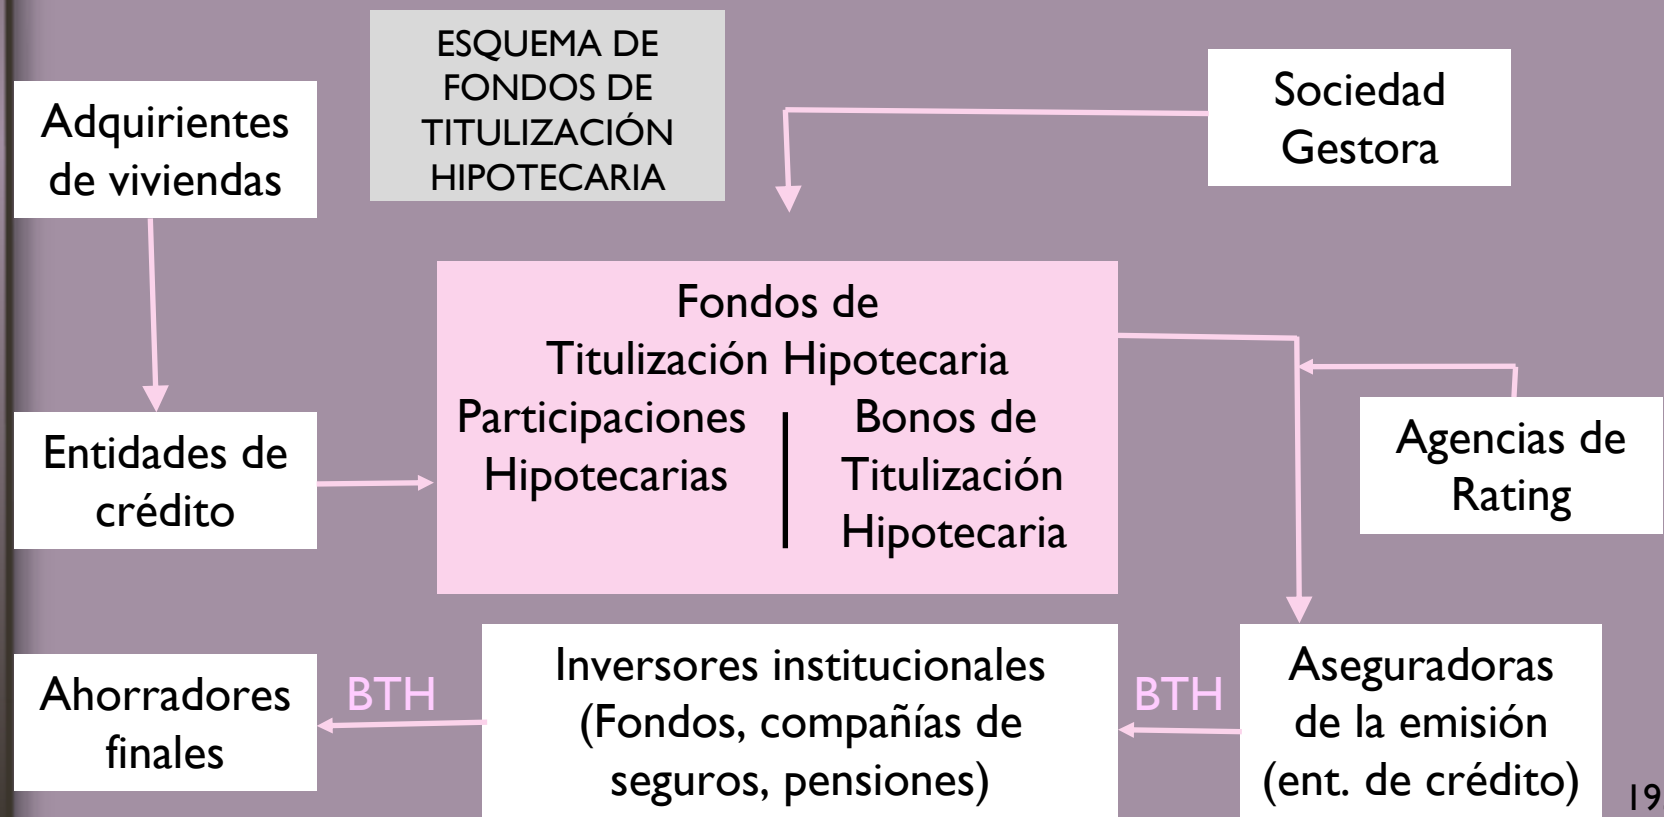 ESQUEMA DE
FONDOS DE
TITULIZACIÓN
HIPOTECARIA
Sociedad
Gestora
Adquirientes
de viviendas
Fondos de
Titulización Hipotecaria
Participaciones
Hipotecarias
Bonos de
Titulización
Hipotecaria
Entidades de
crédito
Agencias de
Rating
Ahorradores
finales
BTH
Inversores institucionales
(Fondos, compañías de
seguros, pensiones)
BTH
Aseguradoras
de la emisión
(ent. de crédito)
19